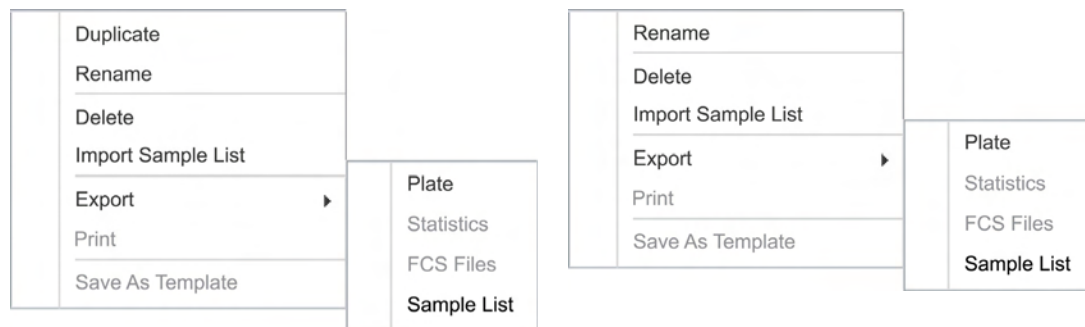 Duplicate
Rename
Delete
Import Sample List
Export
Print
Save As Template
Plate
Statistics
FCS Files
Sample List
Rename
Delete
Import Sample List
Export
Print
Save As Template
Plate
Statistics
FCS Files
Sample List